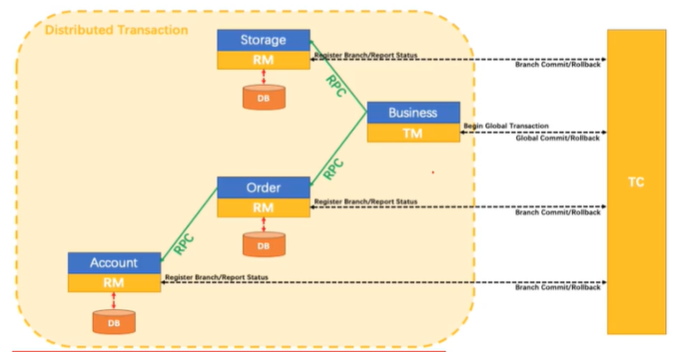 Distributed Transaction
Storage
RM
DB
Register Branch/Report Status
Branch Commit/Rollback
RPC
Business
TM
Begin Global Transaction
Global Commit/Rollback
RPC
TC
Order
RM
DB
Register Branch/Report Status
Branch Commit/Rollback
RPC
Account
RM
DB
Register Branch/Report Status
Branch Commit/Rollback